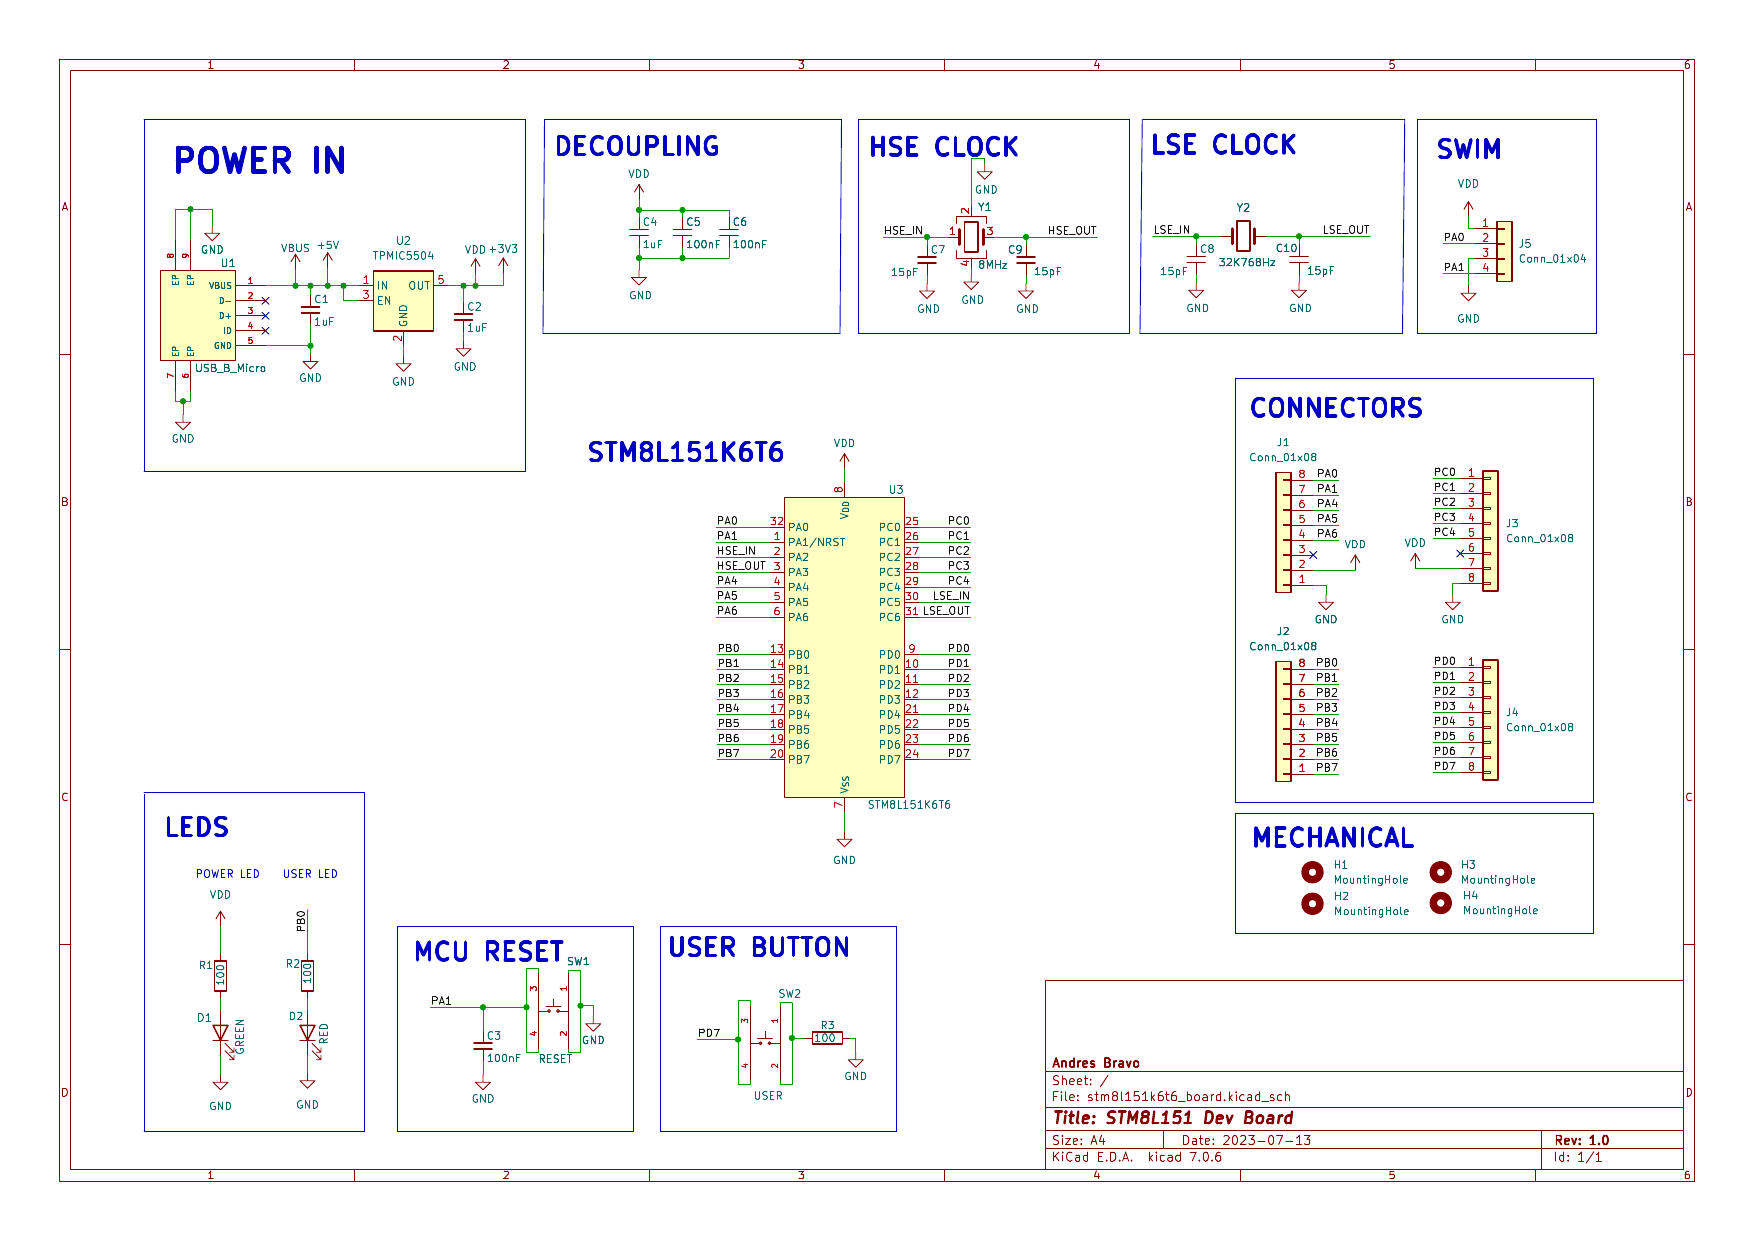 1 2 3 4 5 6
A
B
C
D
A
B
C
D
1 2 3 4 5 6
POWER IN
GND
8 9
EP EP
U1
VBUS 1
D- 2
D+ 3
ID 4
GND 5
EP EP
7 6
USB_B_Micro
GND
VBUS
+5V
C1
1uF
GND
U2
TPMIC5504
1 IN
3 EN
OUT 5
GND
2
GND
VDD
+3V3
C2
1uF
GND
DECOUPLING
VDD
C4
1uF
C5
100nF
C6
100nF
GND
HSE CLOCK
GND
Y1
2
1
3
4
8MHz
HSE_IN
HSE_OUT
C7
15pF
GND
GND
C9
15pF
GND
LSE CLOCK
Y2
LSE_IN
LSE_OUT
32K768Hz
C8
15pF
GND
C10
15pF
GND
SWIM
VDD
1
PA0 2
3
PA1 4
J5
Conn_01x04
GND
STM8L151K6T6
VDD
8
U3
VDD
PA0 32 PA0
PA1 1 PA1/NRST
HSE_IN 2 PA2
HSE_OUT 3 PA3
PA4 4 PA4
PA5 5 PA5
PA6 6 PA6
PB0 13 PB0
PB1 14 PB1
PB2 15 PB2
PB3 16 PB3
PB4 17 PB4
PB5 18 PB5
PB6 19 PB6
PB7 20 PB7
PC0 25 PC0
PC1 26 PC1
PC2 27 PC2
PC3 28 PC3
PC4 29 PC4
PC5 30 LSE_IN
PC6 31 LSE_OUT
PD0 9 PD0
PD1 10 PD1
PD2 11 PD2
PD3 12 PD3
PD4 21 PD4
PD5 22 PD5
PD6 23 PD6
PD7 24 PD7
VSS
7
STM8L151K6T6
GND
CONNECTORS
J1
Conn_01x08
8 PA0
7 PA1
6 PA4
5 PA5
4 PA6
3
2
1
VDD
GND
PC0 1
PC1 2
PC2 3
PC3 4
PC4 5
6
7
8
VDD
GND
J3
Conn_01x08
J2
Conn_01x08
8 PB0
7 PB1
6 PB2
5 PB3
4 PB4
3 PB5
2 PB6
1 PB7
PD0 1
PD1 2
PD2 3
PD3 4
PD4 5
PD5 6
PD6 7
PD7 8
J4
Conn_01x08
MECHANICAL
H1
MountingHole
H2
MountingHole
H3
MountingHole
H4
MountingHole
LEDS
POWER LED
USER LED
VDD
PB0
R1
100
R2
100
D1
GREEN
D2
RED
GND
GND
MCU RESET
SW1
PA1
3
4
1
2
C3
100nF
RESET
GND
GND
USER BUTTON
SW2
PD7
3
4
1
2
R3
100
USER
GND
Andres Bravo
Sheet: /
File: stm8l151k6t6_board.kicad_sch
Title: STM8L151 Dev Board
Size: A4 Date: 2023-07-13 Rev: 1.0
KiCad E.D.A. kicad 7.0.6 Id: 1/1